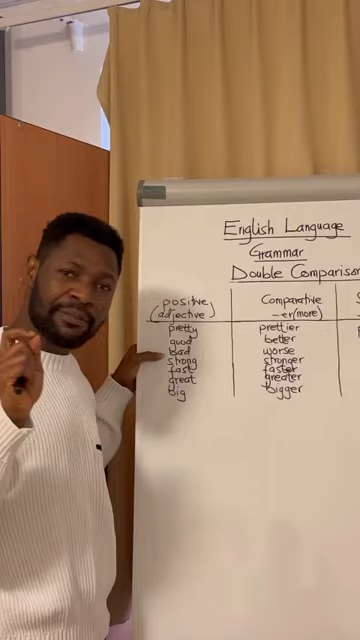 English Language
Grammar
Double Comparison
positive Comparative
(adjective) -er(more)
pretty prettier
good better
bad worse
strong stronger
fast faster
great greater
big bigger